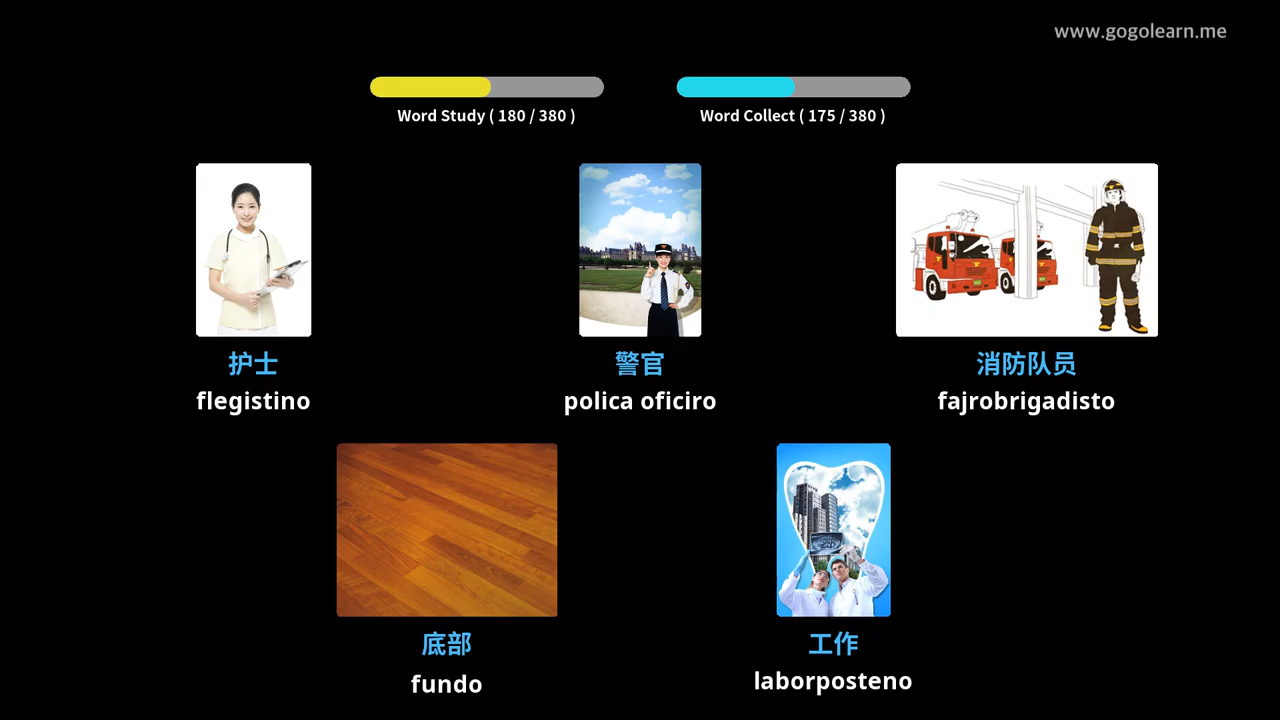 www.gogolearn.me
Word Study ( 180 / 380 )
Word Collect ( 175 / 380 )
护士
警官
消防队员
flegistino
polica oficiro
fajrobrigadisto
底部
工作
fundo
laborposteno